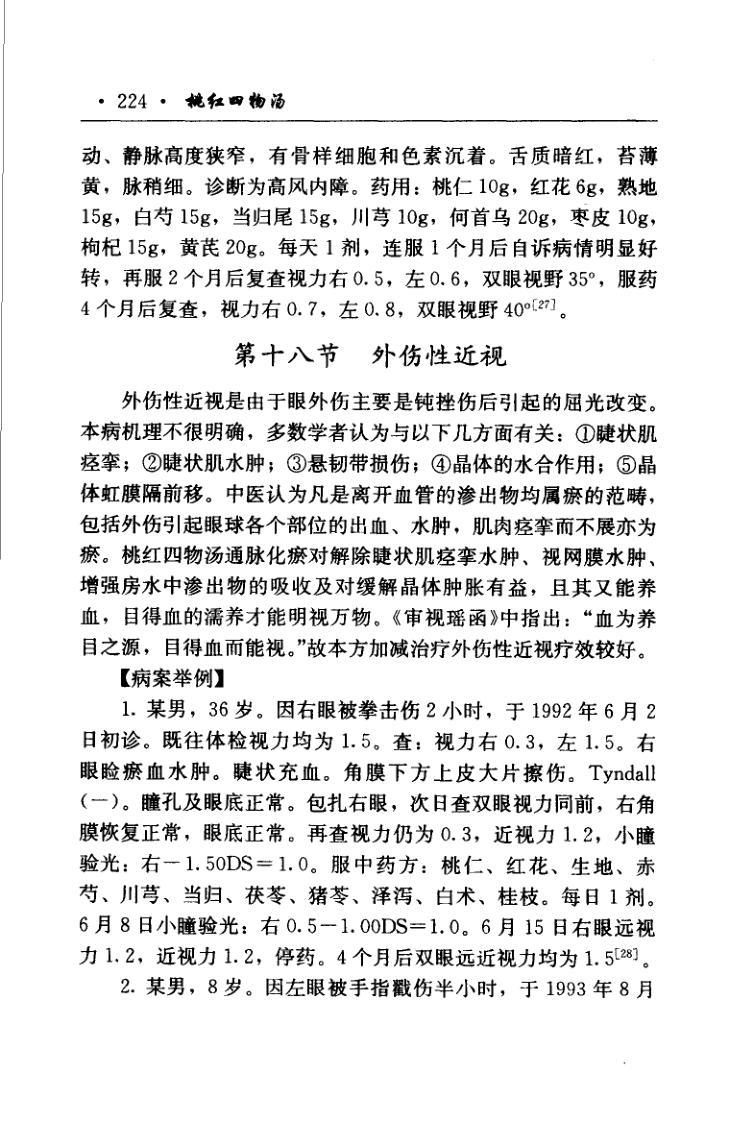 · 224 · 桃红四物汤
动、静脉高度狭窄，有骨样细胞和色素沉着。舌质暗红，苔薄
黄，脉稍细。诊断为高风内障。药用：桃仁 10g，红花 6g，熟地
15g，白芍 15g，当归尾 15g，川芎 10g，何首乌 20g，枣皮 10g，
枸杞 15g，黄芪 20g。每天 1 剂，连服 1 个月后自诉病情明显好
转，再服 2 个月后复查视力右 0.5，左 0.6，双眼视野 35°，服药
4 个月后复查，视力右 0.7，左 0.8，双眼视野 40°[27]。
第十八节 外伤性近视
外伤性近视是由于眼外伤主要是钝挫伤后引起的屈光改变。
本病机理不很明确，多数学者认为与以下几方面有关：①睫状肌
痉挛；②睫状肌水肿；③悬韧带损伤；④晶体的水合作用；⑤晶
体虹膜隔前移。中医认为凡是离开血管的渗出物均属瘀的范畴，
包括外伤引起眼球各个部位的出血、水肿，肌肉痉挛而不展亦为
瘀。桃红四物汤通脉化瘀对解除睫状肌痉挛水肿、视网膜水肿、
增强房水中渗出物的吸收及对缓解晶体肿胀有益，且其又能养
血，目得血的濡养才能明视万物。《审视瑶函》中指出：“血为养
目之源，目得血而能视。”故本方加减治疗外伤性近视疗效较好。
【病案举例】
1. 某男，36 岁。因右眼被拳击伤 2 小时，于 1992 年 6 月 2
日初诊。既往体检视力均为 1.5。查：视力右 0.3，左 1.5。右
眼睑瘀血水肿。睫状充血。角膜下方上皮大片擦伤。Tyndall
（－）。瞳孔及眼底正常。包扎右眼，次日查双眼视力同前，右角
膜恢复正常，眼底正常。再查视力仍为 0.3，近视力 1.2，小瞳
验光：右－1.50DS＝1.0。服中药方：桃仁、红花、生地、赤
芍、川芎、当归、茯苓、猪苓、泽泻、白术、桂枝。每日 1 剂。
6 月 8 日小瞳验光：右 0.5－1.00DS＝1.0。6 月 15 日右眼远视
力 1.2，近视力 1.2，停药。4 个月后双眼远近视力均为 1.5[28]。
2. 某男，8 岁。因左眼被手指戳伤半小时，于 1993 年 8 月